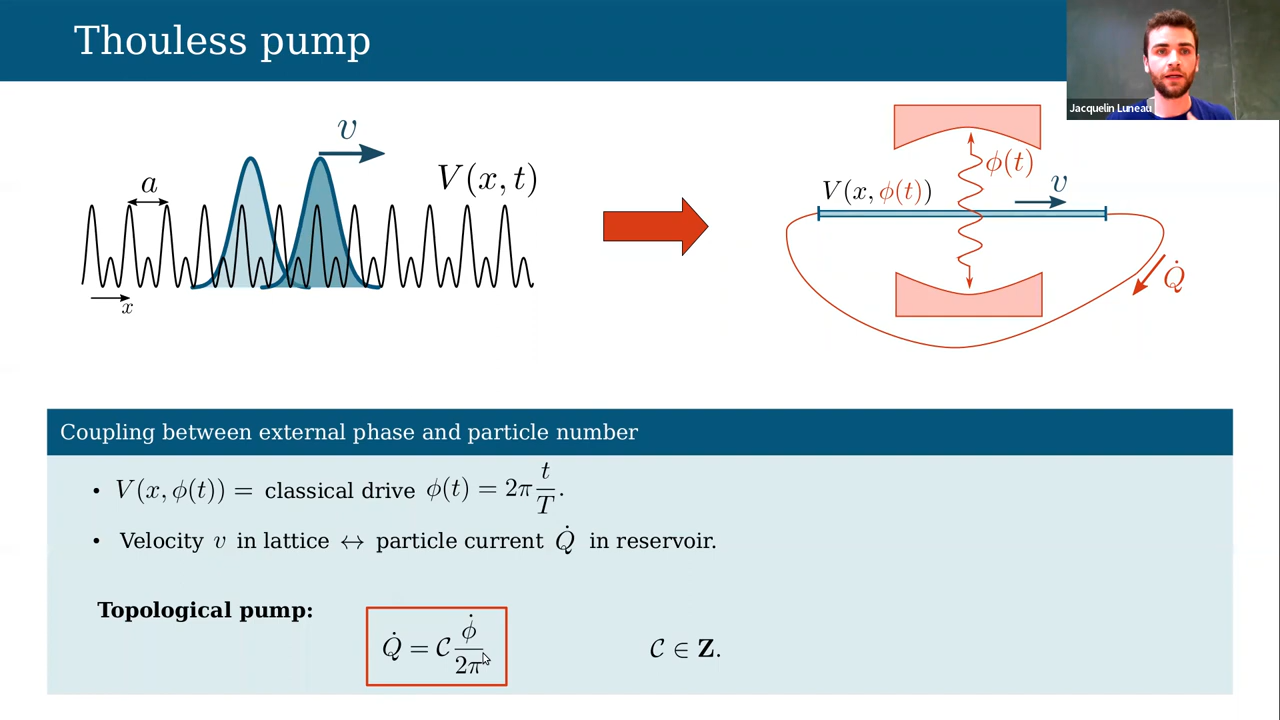 Thouless pump
Jacquelin Luneau
v
a
V(x, t)
x
ϕ(t)
V(x, ϕ(t))
v
Q̇
Coupling between external phase and particle number
• V(x, ϕ(t)) = classical drive ϕ(t) = 2π t/T.
• Velocity v in lattice ↔ particle current Q̇ in reservoir.
Topological pump:
Q̇ = 𝒞 ϕ̇/2π
𝒞 ∈ Z.